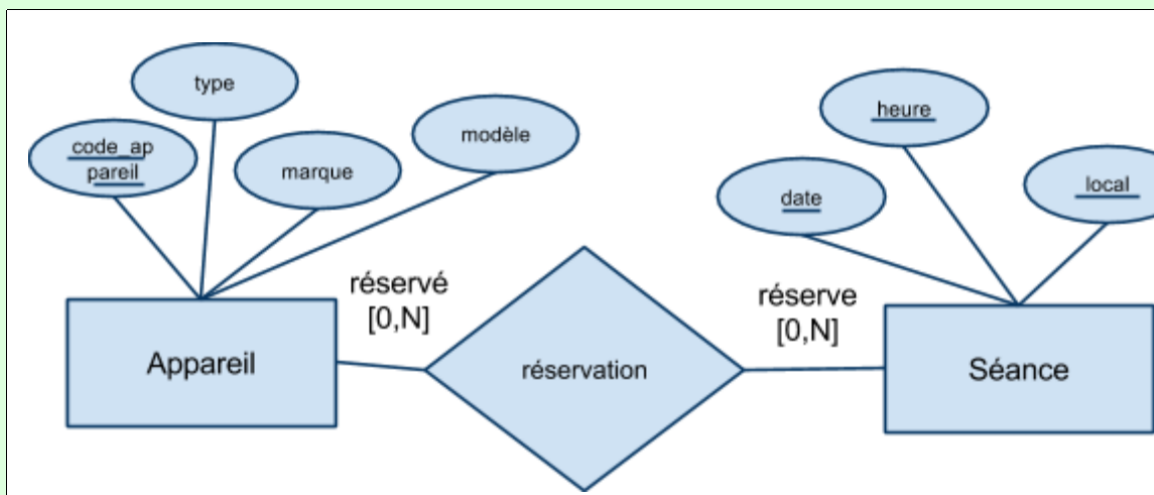 type
code_ap
pareil
marque
modèle
heure
date
local
réservé
[0,N]
réserve
[0,N]
Appareil
réservation
Séance